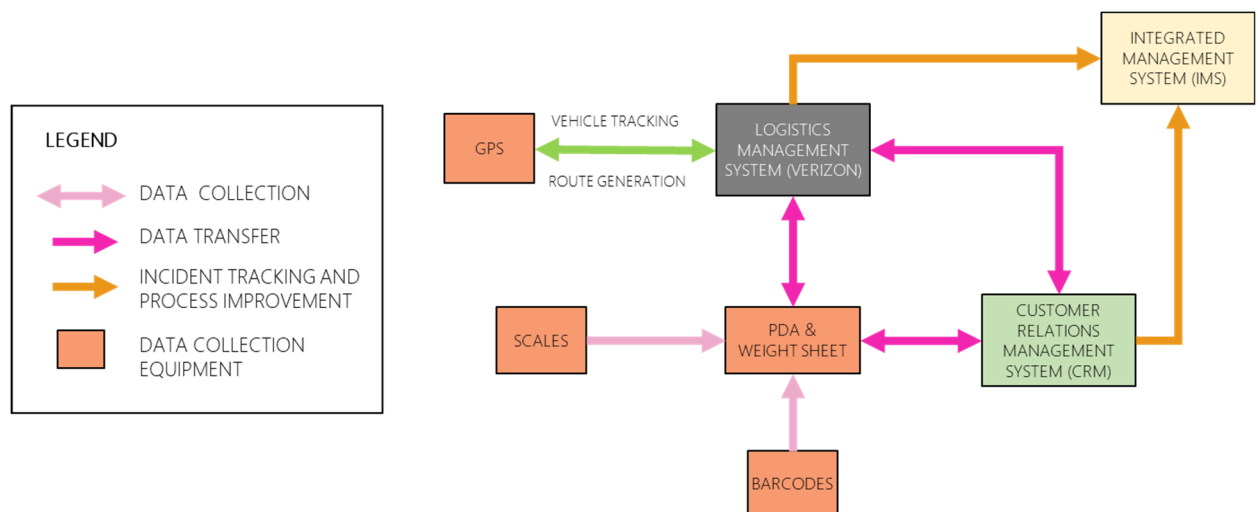 LEGEND
DATA COLLECTION
DATA TRANSFER
INCIDENT TRACKING AND
PROCESS IMPROVEMENT
DATA COLLECTION
EQUIPMENT
GPS
VEHICLE TRACKING
ROUTE GENERATION
LOGISTICS
MANAGEMENT
SYSTEM (VERIZON)
INTEGRATED
MANAGEMENT
SYSTEM (IMS)
SCALES
PDA &
WEIGHT SHEET
CUSTOMER
RELATIONS
MANAGEMENT
SYSTEM (CRM)
BARCODES